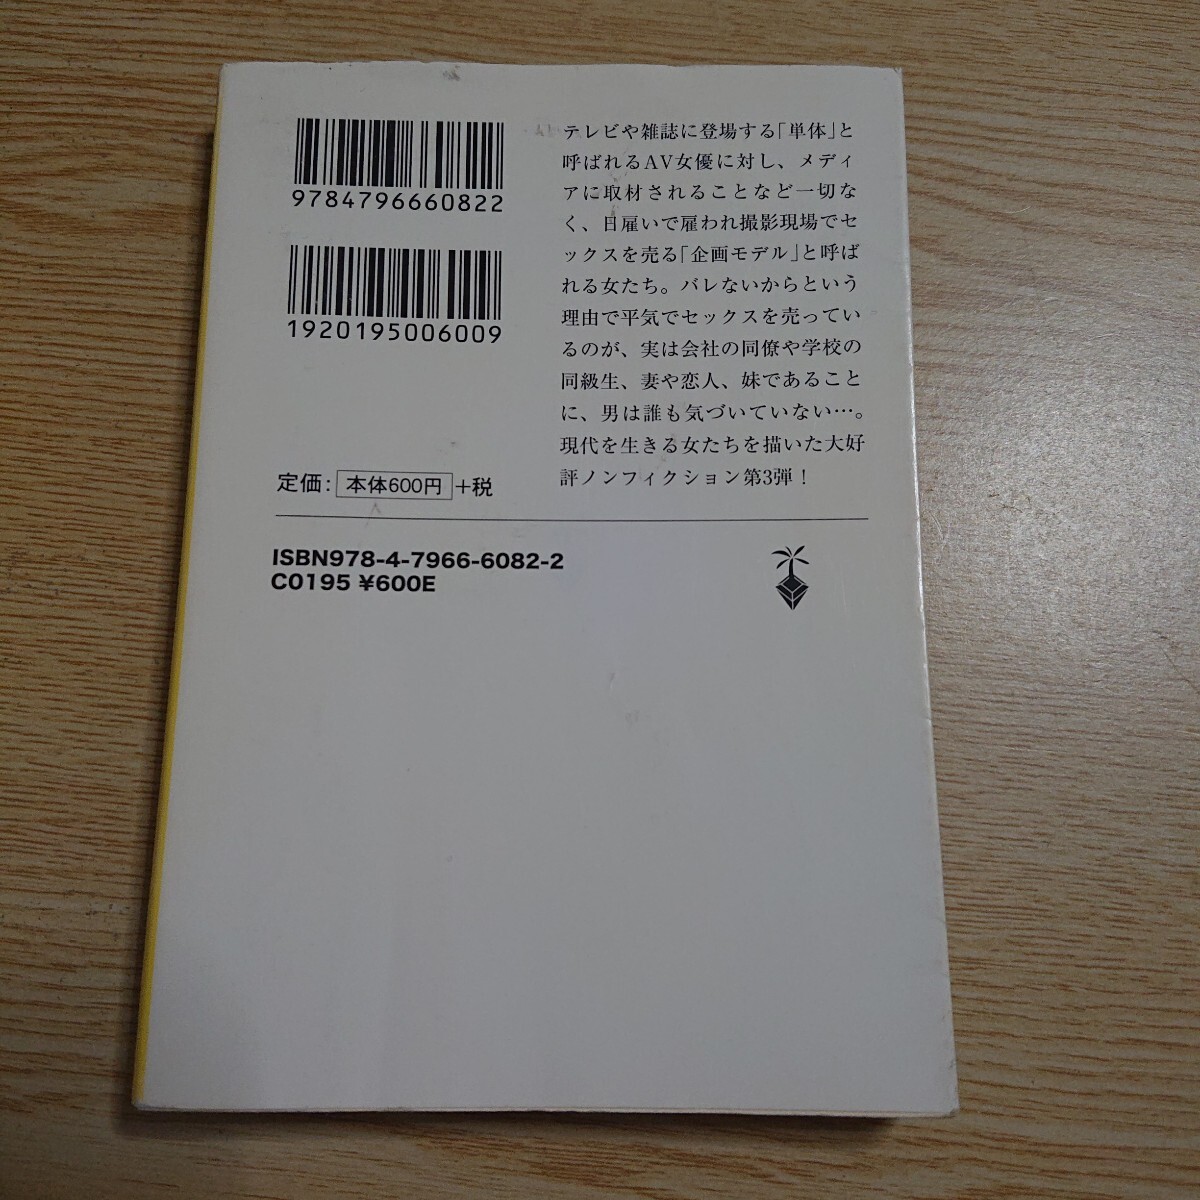 9784796660822
1920195006009
テレビや雑誌に登場する「単体」と
呼ばれるAV女優に対し、メディ
アに取材されることなど一切な
く、日雇いで雇われ撮影現場でセ
ックスを売る「企画モデル」と呼ば
れる女たち。バレないからという
理由で平気でセックスを売ってい
るのが、実は会社の同僚や学校の
同級生、妻や恋人、妹であること
に、男は誰も気づいていない…。
現代を生きる女たちを描いた大好
評ノンフィクション第3弾！
定価：本体600円+税
ISBN978-4-7966-6082-2
C0195 ¥600E